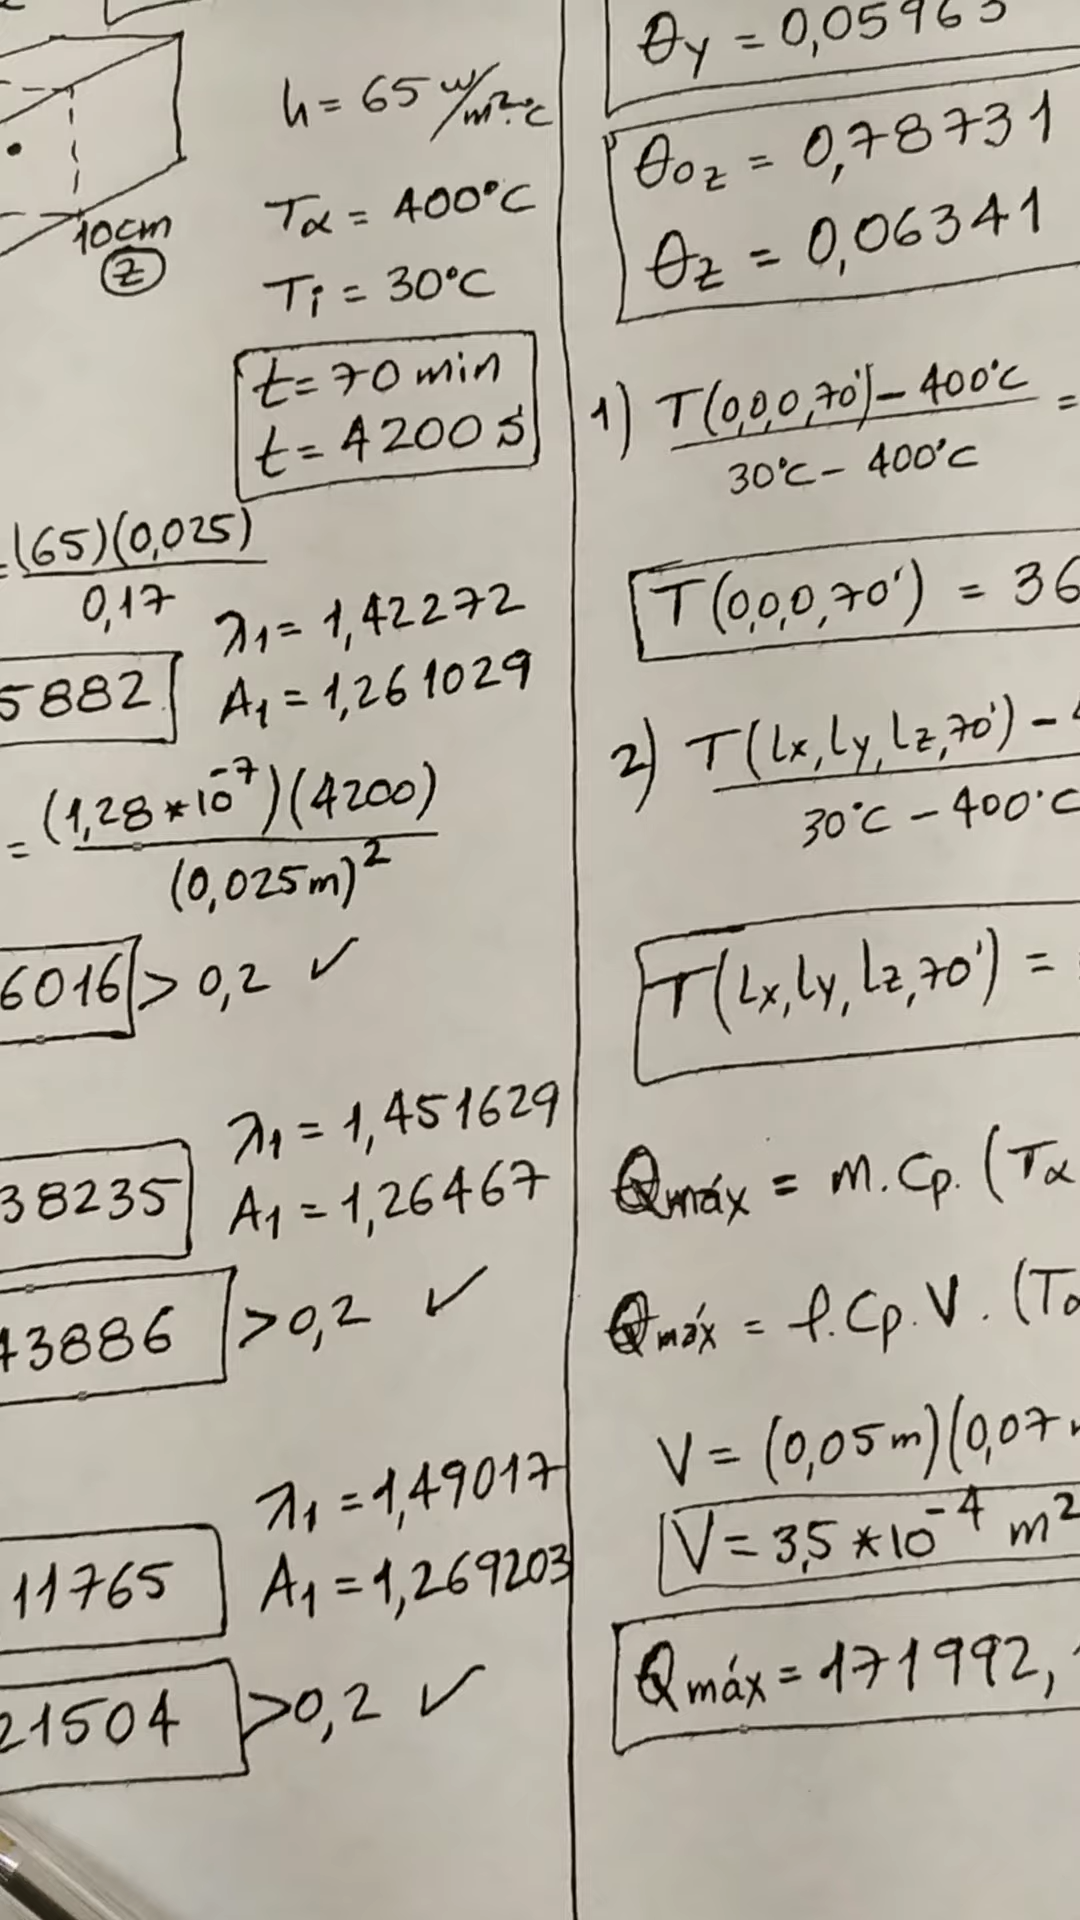 10cm
z
h = 65 w/m²·°c
Tα = 400°C
Ti = 30°C
t = 70 min
t = 4200 s
= (65)(0,025)
0,17
λ1 = 1,42272
A1 = 1,261029
5882
= (1,28 * 10⁻⁷)(4200)
(0,025m)²
6016 > 0,2 ✓
λ1 = 1,451629
A1 = 1,26467
38235
43886 > 0,2 ✓
λ1 = 1,49017
A1 = 1,269203
11765
21504 > 0,2 ✓
θy = 0,05963
θoz = 0,78731
θz = 0,06341
1) T(0,0,0,70') - 400°C =
30°C - 400°C
T(0,0,0,70') = 36
2) T(Lx,Ly,Lz,70') - 4
30°C - 400°C
T(Lx,Ly,Lz,70') =
Qmáx = m.Cp.(Tα
Qmáx = ρ.Cp.V.(Tα
V = (0,05m)(0,07
V = 3,5 * 10⁻⁴ m²
Qmáx = 171992,